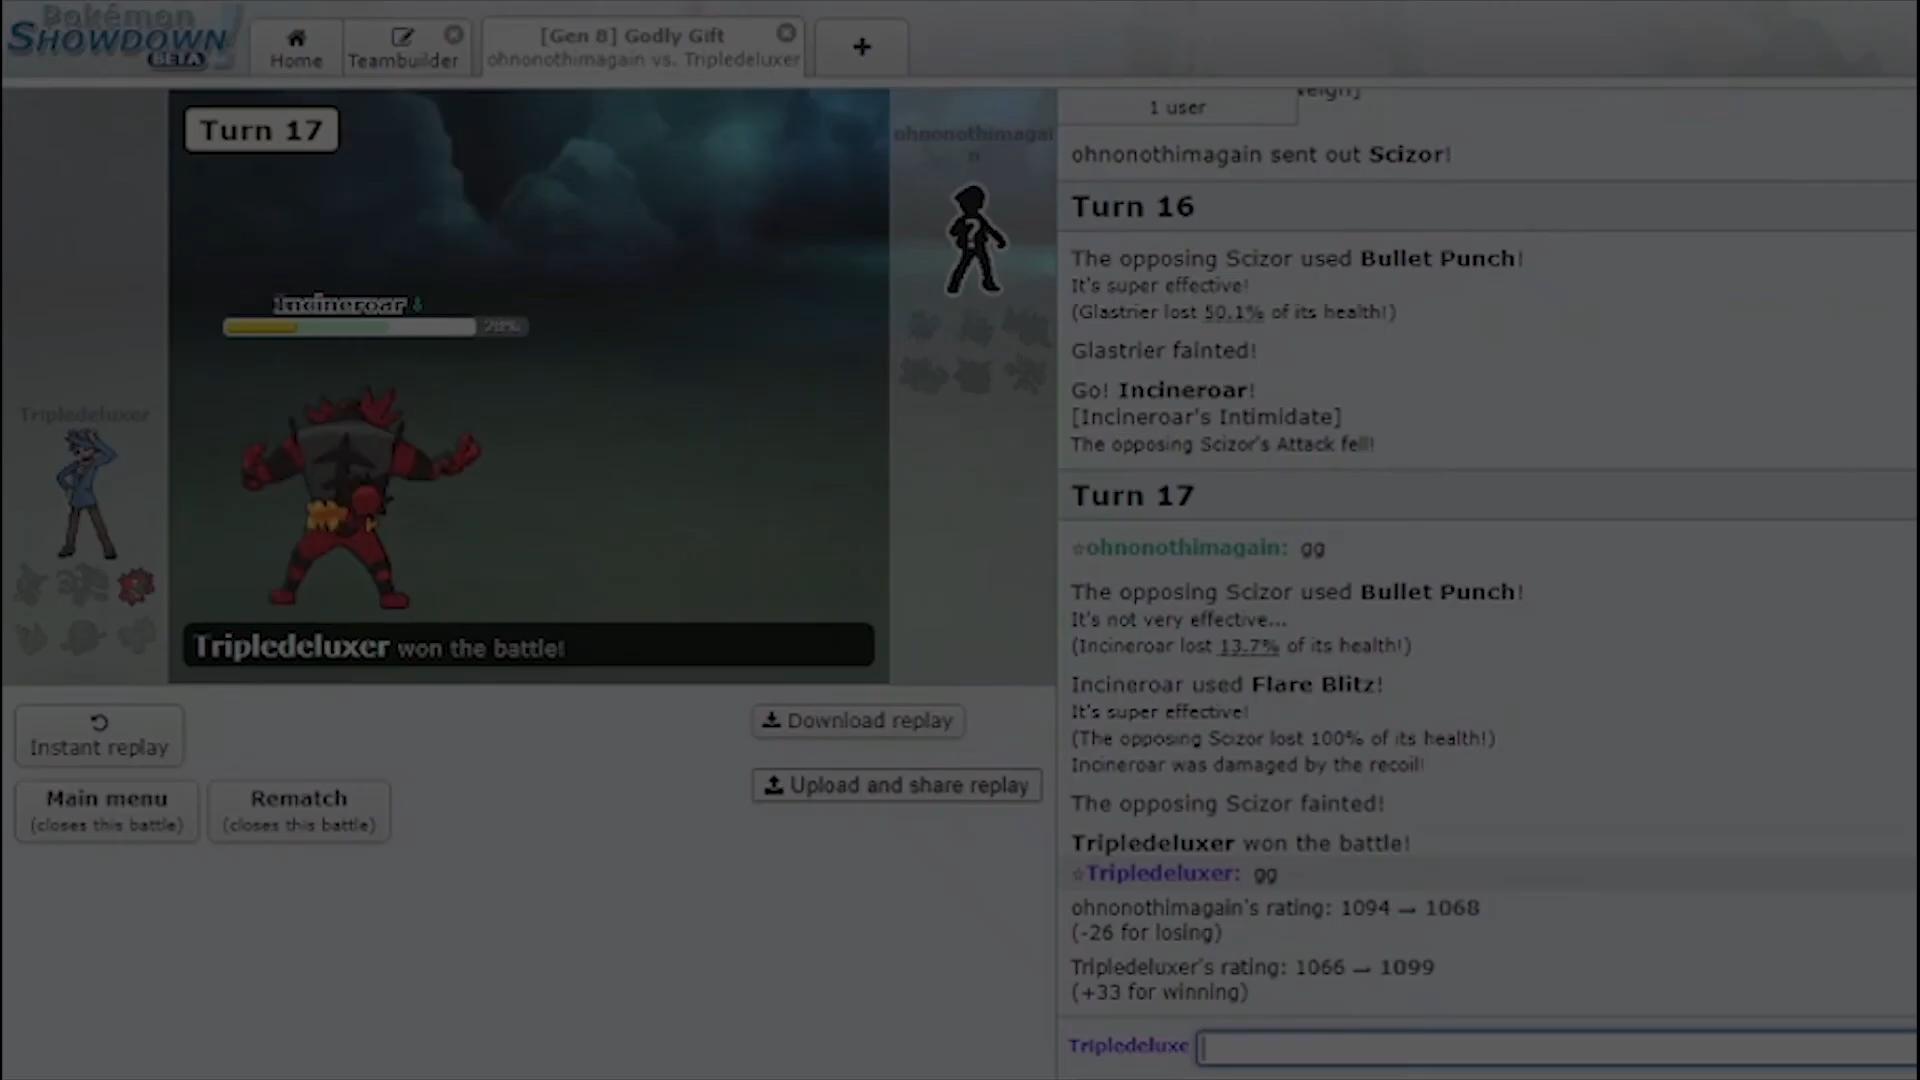 Pokémon
SHOWDOWN
BETA
Home
Teambuilder
[Gen 8] Godly Gift
ohnonothimagain vs. Tripledeluxer
+
Turn 17
Incineroar
28%
Tripledeluxer
Tripledeluxer won the battle!
ohnonothimagai
n
?
Instant replay
Download replay
Upload and share replay
Main menu
(closes this battle)
Rematch
(closes this battle)
1 user
ohnonothimagain sent out Scizor!
Turn 16
The opposing Scizor used Bullet Punch!
It's super effective!
(Glastrier lost 50.1% of its health!)
Glastrier fainted!
Go! Incineroar!
[Incineroar's Intimidate]
The opposing Scizor's Attack fell!
Turn 17
☆ohnonothimagain: gg
The opposing Scizor used Bullet Punch!
It's not very effective...
(Incineroar lost 13.7% of its health!)
Incineroar used Flare Blitz!
It's super effective!
(The opposing Scizor lost 100% of its health!)
Incineroar was damaged by the recoil!
The opposing Scizor fainted!
Tripledeluxer won the battle!
☆Tripledeluxer: gg
ohnonothimagain's rating: 1094 → 1068
(-26 for losing)
Tripledeluxer's rating: 1066 → 1099
(+33 for winning)
Tripledeluxe